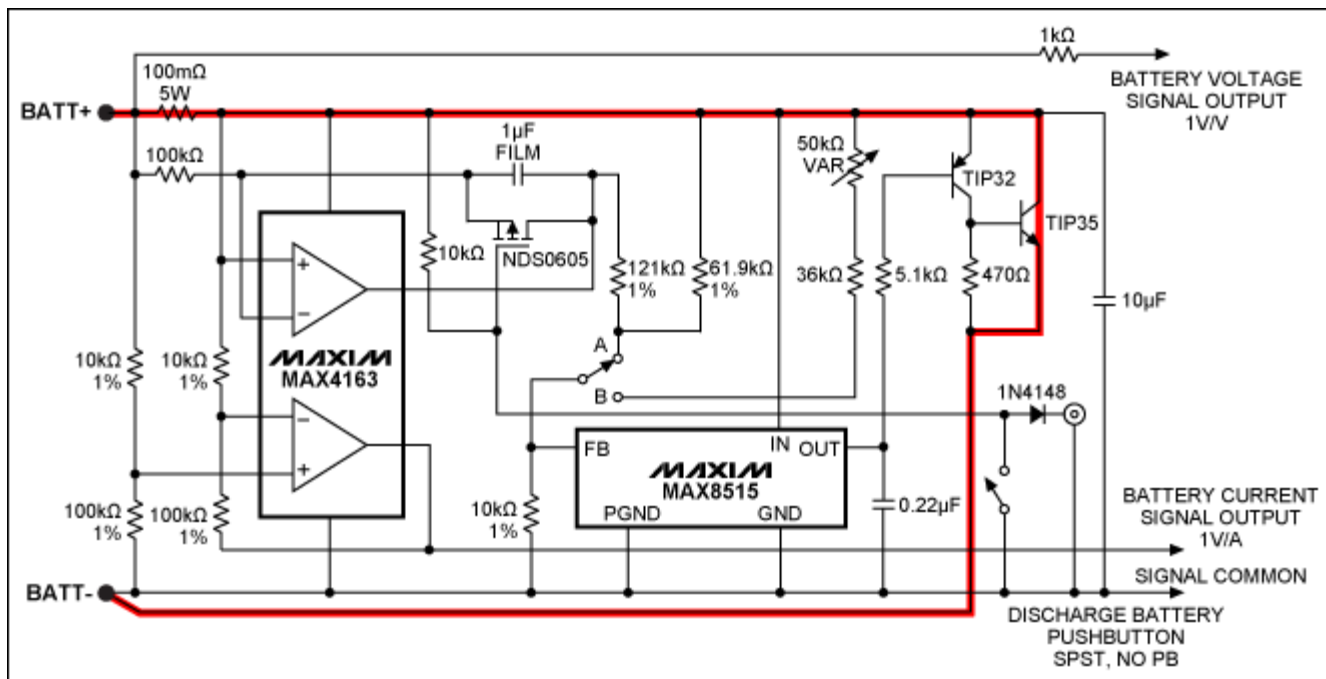 1kΩ
BATTERY VOLTAGE
SIGNAL OUTPUT
1V/V
100mΩ
5W
BATT+
1µF
FILM
50kΩ
VAR
100kΩ
TIP32
TIP35
10kΩ
NDS0605
121kΩ
1%
61.9kΩ
1%
36kΩ
5.1kΩ
470Ω
10µF
+
−
10kΩ
1%
10kΩ
1%
MAXIM
MAX4163
A
B
1N4148
−
+
FB
IN
OUT
MAXIM
MAX8515
PGND
GND
100kΩ
1%
100kΩ
1%
10kΩ
1%
0.22µF
BATTERY CURRENT
SIGNAL OUTPUT
1V/A
SIGNAL COMMON
BATT-
DISCHARGE BATTERY
PUSHBUTTON
SPST, NO PB